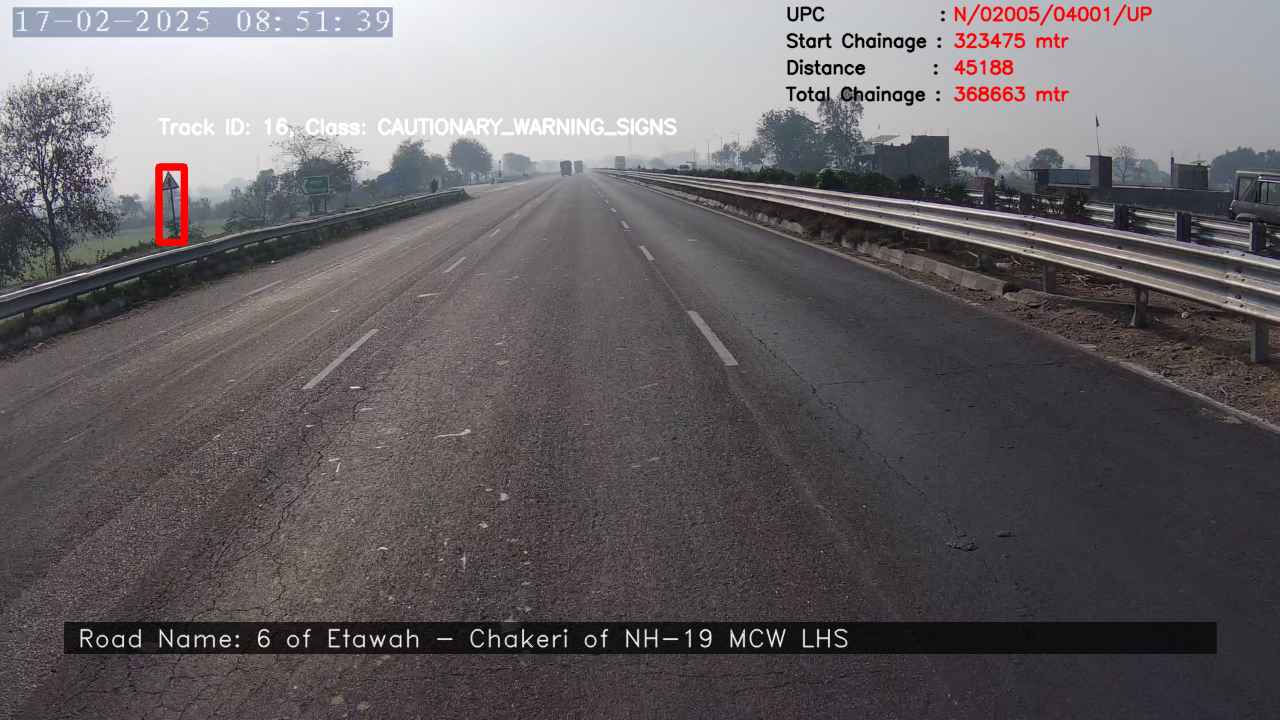 17-02-2025 08:51:39
UPC : N/02005/04001/UP
Start Chainage : 323475 mtr
Distance : 45188
Total Chainage : 368663 mtr
Track ID: 16, Class: CAUTIONARY_WARNING_SIGNS
Road Name: 6 of Etawah - Chakeri of NH-19 MCW LHS